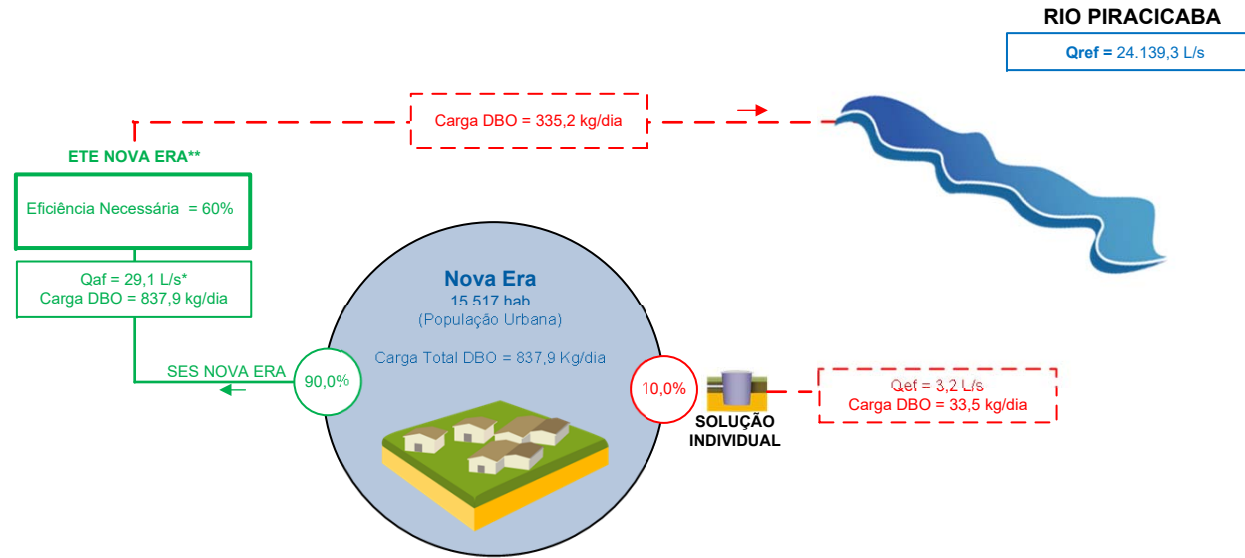 RIO PIRACICABA
Qref = 24.139,3 L/s
Carga DBO = 335,2 kg/dia
ETE NOVA ERA**
Eficiência Necessária = 60%
Qaf = 29,1 L/s*
Carga DBO = 837,9 kg/dia
SES NOVA ERA
90,0%
Nova Era
15.517 hab
(População Urbana)
Carga Total DBO = 837,9 Kg/dia
10,0%
SOLUÇÃO
INDIVIDUAL
Qef = 3,2 L/s
Carga DBO = 33,5 kg/dia